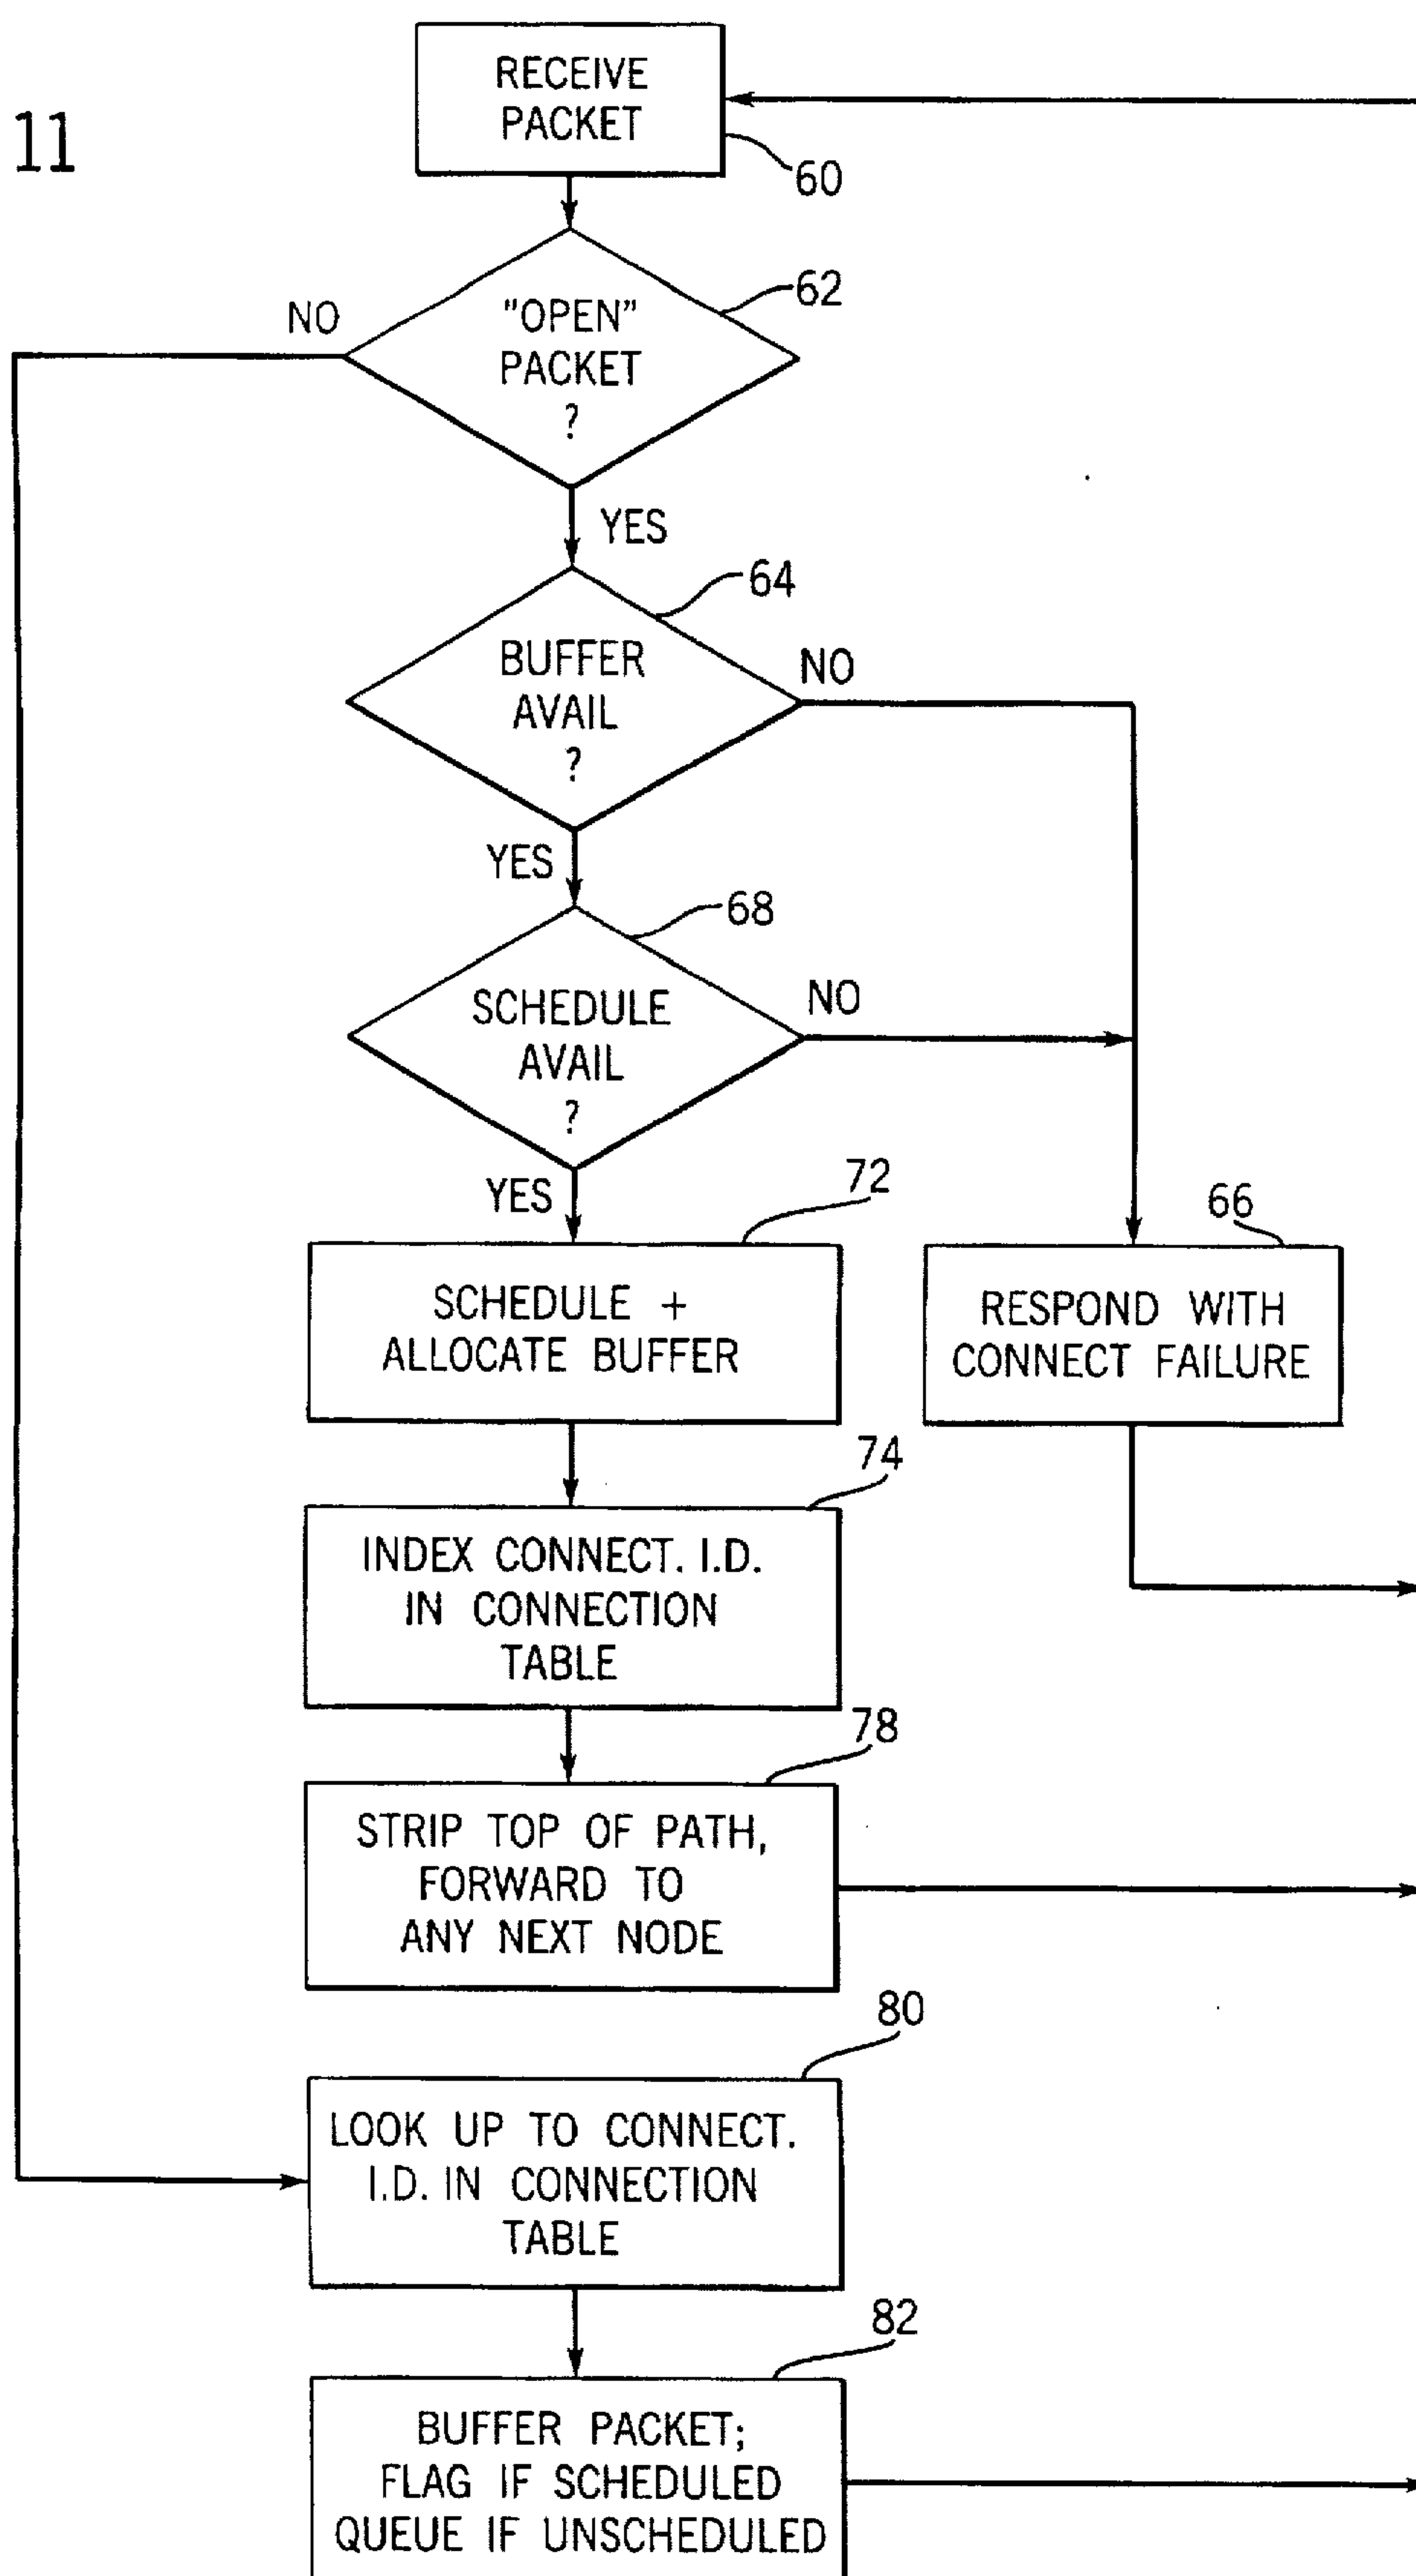 11
RECEIVE
PACKET
60
"OPEN”
PACKET
?
62
NO
YES
64
BUFFER
AVAIL
?
NO
YES
68
SCHEDULE
AVAIL
?
NO
YES
72
SCHEDULE +
ALLOCATE BUFFER
66
RESPOND WITH
CONNECT FAILURE
74
INDEX CONNECT. I.D.
IN CONNECTION
TABLE
78
STRIP TOP OF PATH,
FORWARD TO
ANY NEXT NODE
80
LOOK UP TO CONNECT.
I.D. IN CONNECTION
TABLE
82
BUFFER PACKET;
FLAG IF SCHEDULED
QUEUE IF UNSCHEDULED